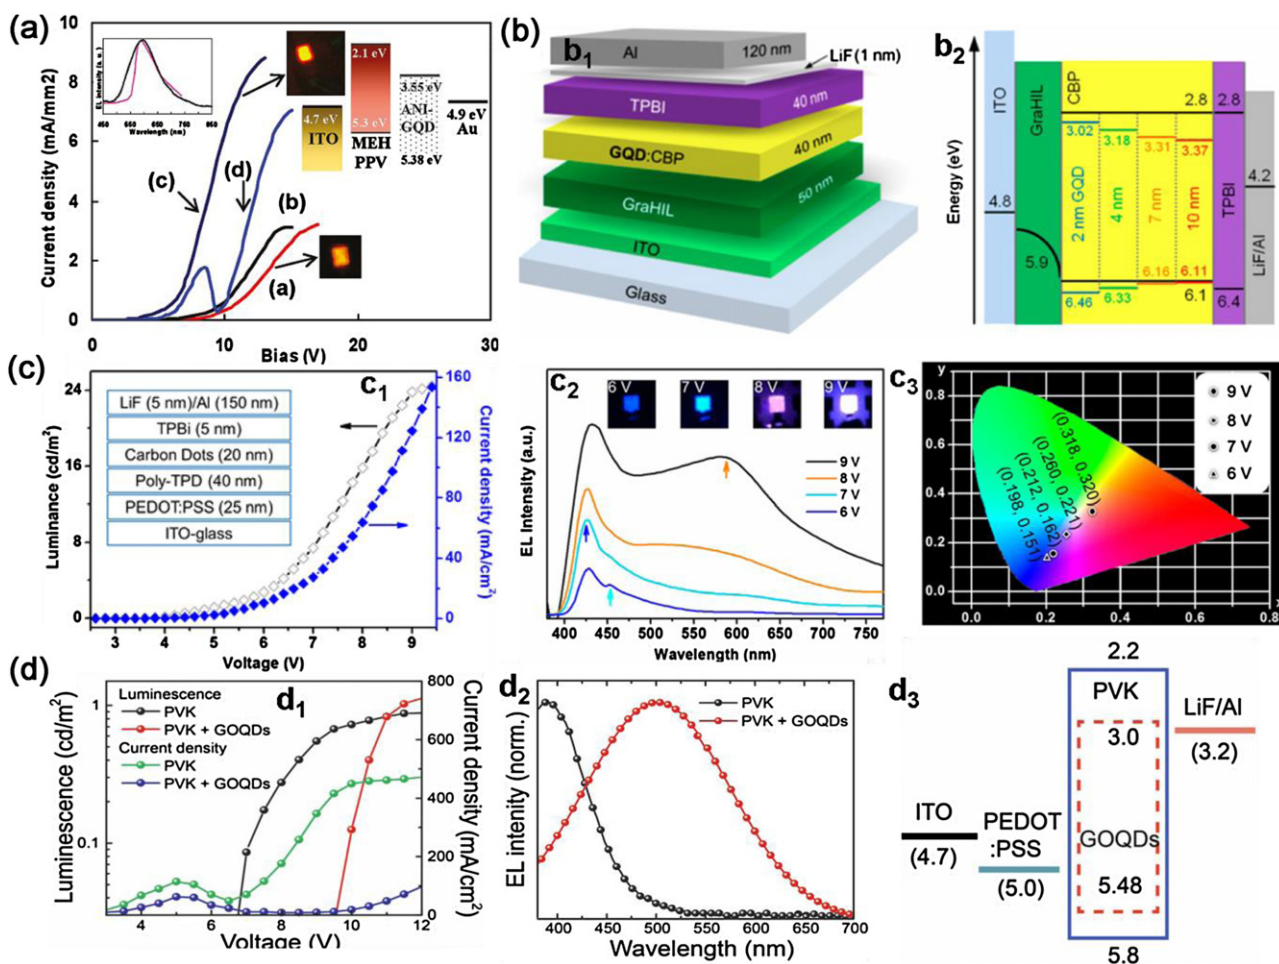 (a)
Current density (mA/mm2)
10
8
6
4
2
0
0
10
20
30
Bias (V)
EL intensity (a. u. )
450
550
650
750
850
Wavelength (nm)
(c)
(d)
(b)
(a)
4.7 eV
ITO
2.1 eV
5.3 eV
MEH
PPV
3.55 eV
ANI-
GQD
5.38 eV
4.9 eV
Au
(b)
b1
Al
120 nm
LiF(1 nm)
TPBI
40 nm
GQD:CBP
40 nm
GraHIL
50 nm
ITO
Glass
b2
Energy (eV)
ITO
4.8
GraHIL
5.9
CBP
2.8
2.8
3.02
3.18
3.31
3.37
2 nm GQD
4 nm
7 nm
10 nm
6.46
6.33
6.16
6.11
6.1
TPBI
6.4
4.2
LiF/Al
(c)
c1
Luminance (cd/m²)
24
16
8
0
LiF (5 nm)/Al (150 nm)
TPBi (5 nm)
Carbon Dots (20 nm)
Poly-TPD (40 nm)
PEDOT:PSS (25 nm)
ITO-glass
3
4
5
6
7
8
9
Voltage (V)
160
120
80
40
0
Current density (mA/cm²)
c2
6 V
7 V
8 V
9 V
EL Intensity (a.u.)
9 V
8 V
7 V
6 V
400
450
500
550
600
650
700
750
Wavelength (nm)
c3
y
0.8
0.6
0.4
0.2
0.0
0.0
0.2
0.4
0.6
0.8
x
(0.318, 0.320)
(0.260, 0.221)
(0.212, 0.162)
(0.198, 0.151)
9 V
8 V
7 V
6 V
(d)
d1
Luminescence (cd/m²)
1
0.1
Luminescence
PVK
PVK + GOQDs
Current density
PVK
PVK + GOQDs
4
6
8
10
12
Voltage (V)
800
600
400
200
0
Current density (mA/cm²)
d2
EL intenity (norm.)
PVK
PVK + GOQDs
400
450
500
550
600
650
700
Wavelength (nm)
d3
2.2
PVK
3.0
GOQDs
5.48
5.8
LiF/Al
(3.2)
ITO
(4.7)
PEDOT
:PSS
(5.0)